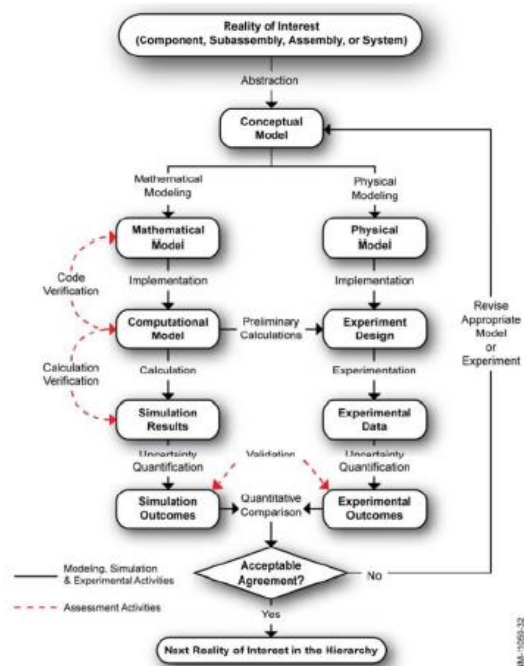 Reality of Interest
(Component, Subassembly, Assembly, or System)
Abstraction
Conceptual
Model
Mathematical
Modeling
Physical
Modeling
Mathematical
Model
Physical
Model
Code
Verification
Implementation
Implementation
Revise
Appropriate
Model
or
Experiment
Computational
Model
Preliminary
Calculations
Experiment
Design
Calculation
Verification
Calculation
Experimentation
Simulation
Results
Experimental
Data
Uncertainty
Quantification
Validation
Uncertainty
Quantification
Simulation
Outcomes
Quantitative
Comparison
Experimental
Outcomes
Modeling, Simulation
& Experimental Activities
Acceptable
Agreement?
No
Assessment Activities
Yes
Next Reality of Interest in the Hierarchy